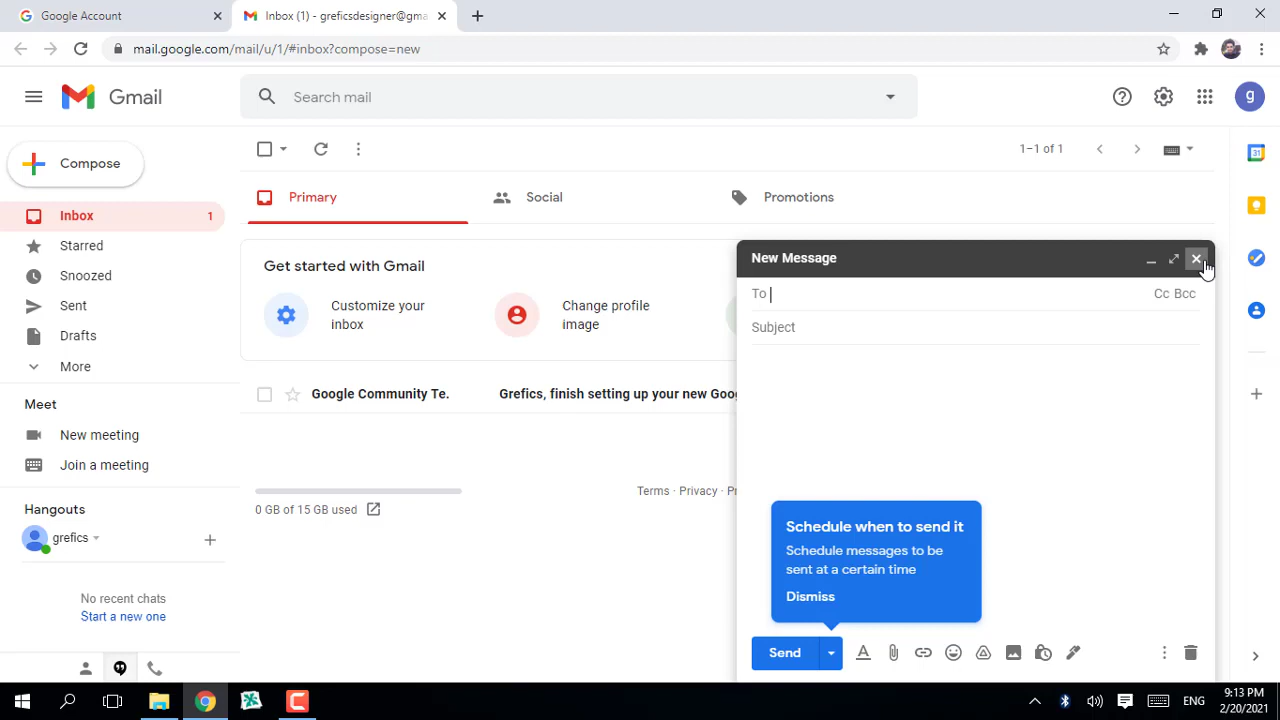 Google Account
Inbox (1) - greficsdesigner@gma
mail.google.com/mail/u/1/#inbox?compose=new
Gmail
Search mail
g
Compose
1–1 of 1
31
Inbox 1
Primary
Social
Promotions
Starred
Snoozed
Sent
Drafts
More
Get started with Gmail
Customize your
inbox
Change profile
image
Google Community Te.
Grefics, finish setting up your new Goo
New Message
To
Cc Bcc
Subject
Meet
New meeting
Join a meeting
0 GB of 15 GB used
Terms · Privacy · Pr
Hangouts
grefics
No recent chats
Start a new one
Schedule when to send it
Schedule messages to be
sent at a certain time
Dismiss
Send
ENG
9:13 PM
2/20/2021